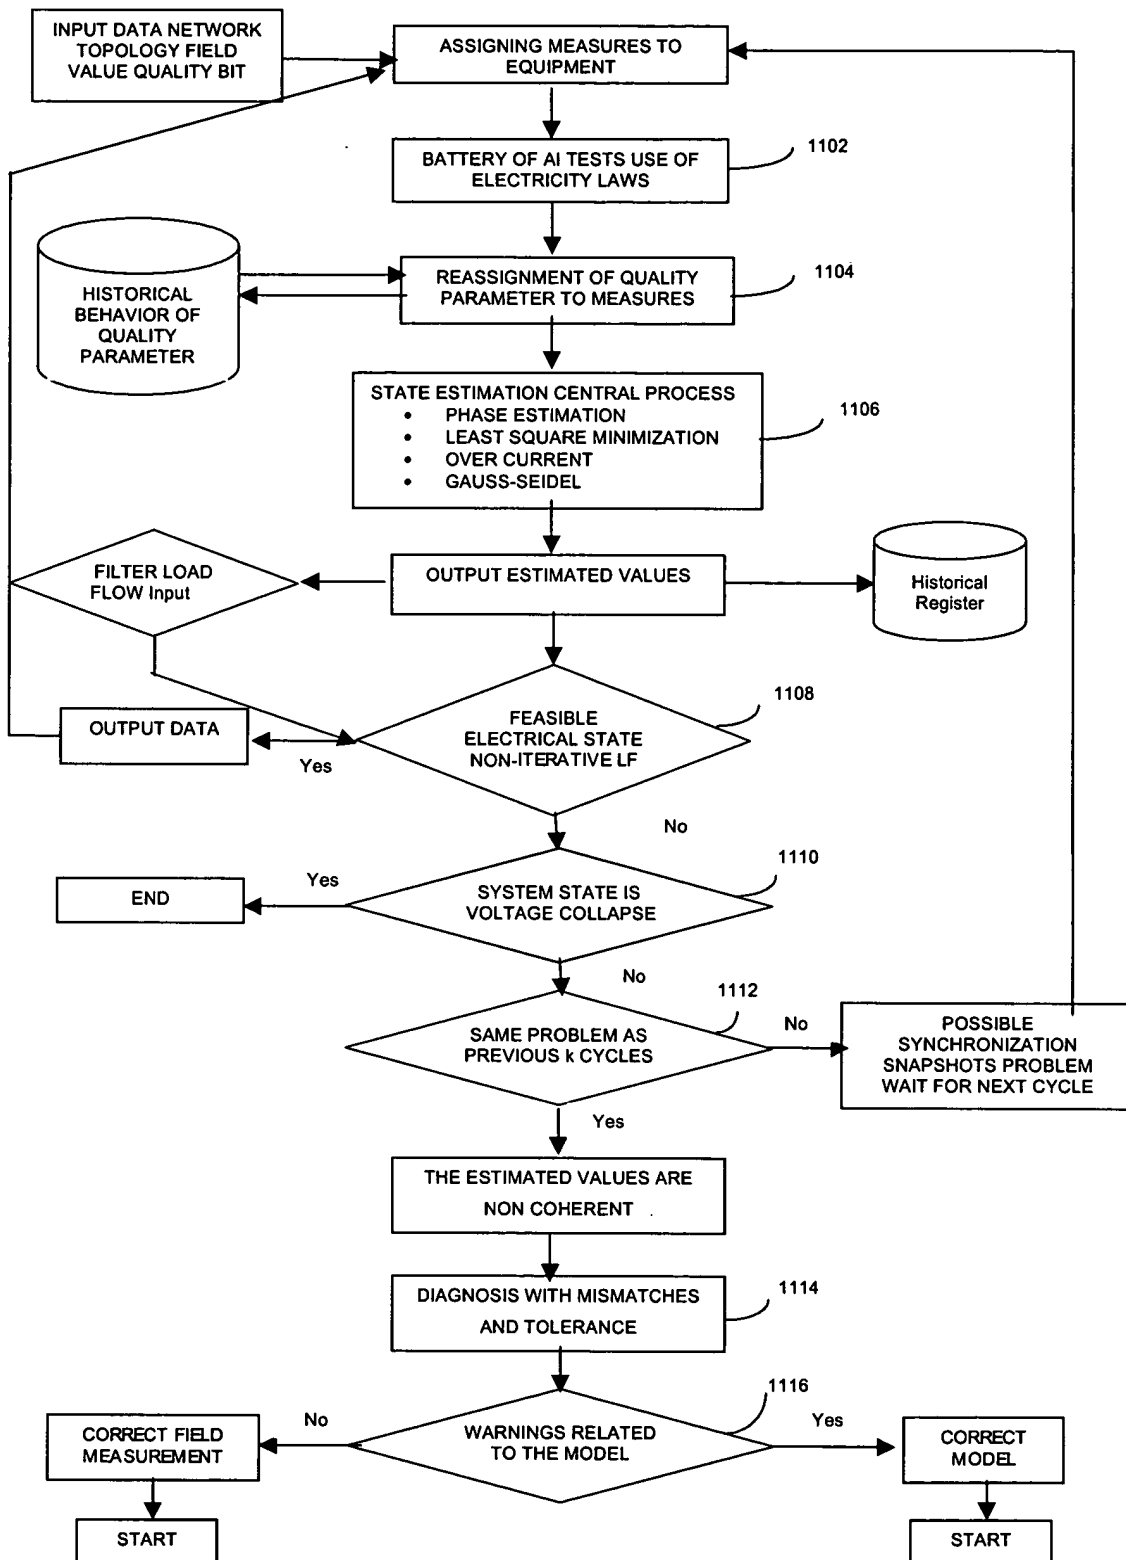 INPUT DATA NETWORK
TOPOLOGY FIELD
VALUE QUALITY BIT
ASSIGNING MEASURES TO
EQUIPMENT
1102
BATTERY OF AI TESTS USE OF
ELECTRICITY LAWS
1104
REASSIGNMENT OF QUALITY
PARAMETER TO MEASURES
HISTORICAL
BEHAVIOR OF
QUALITY
PARAMETER
STATE ESTIMATION CENTRAL PROCESS
• PHASE ESTIMATION
• LEAST SQUARE MINIMIZATION
• OVER CURRENT
• GAUSS-SEIDEL
1106
FILTER LOAD
FLOW Input
OUTPUT ESTIMATED VALUES
Historical
Register
1108
OUTPUT DATA
Yes
FEASIBLE
ELECTRICAL STATE
NON-ITERATIVE LF
No
1110
END
Yes
SYSTEM STATE IS
VOLTAGE COLLAPSE
No
1112
SAME PROBLEM AS
PREVIOUS k CYCLES
No
POSSIBLE
SYNCHRONIZATION
SNAPSHOTS PROBLEM
WAIT FOR NEXT CYCLE
Yes
THE ESTIMATED VALUES ARE
NON COHERENT
1114
DIAGNOSIS WITH MISMATCHES
AND TOLERANCE
1116
No
WARNINGS RELATED
TO THE MODEL
Yes
CORRECT FIELD
MEASUREMENT
CORRECT
MODEL
START
START